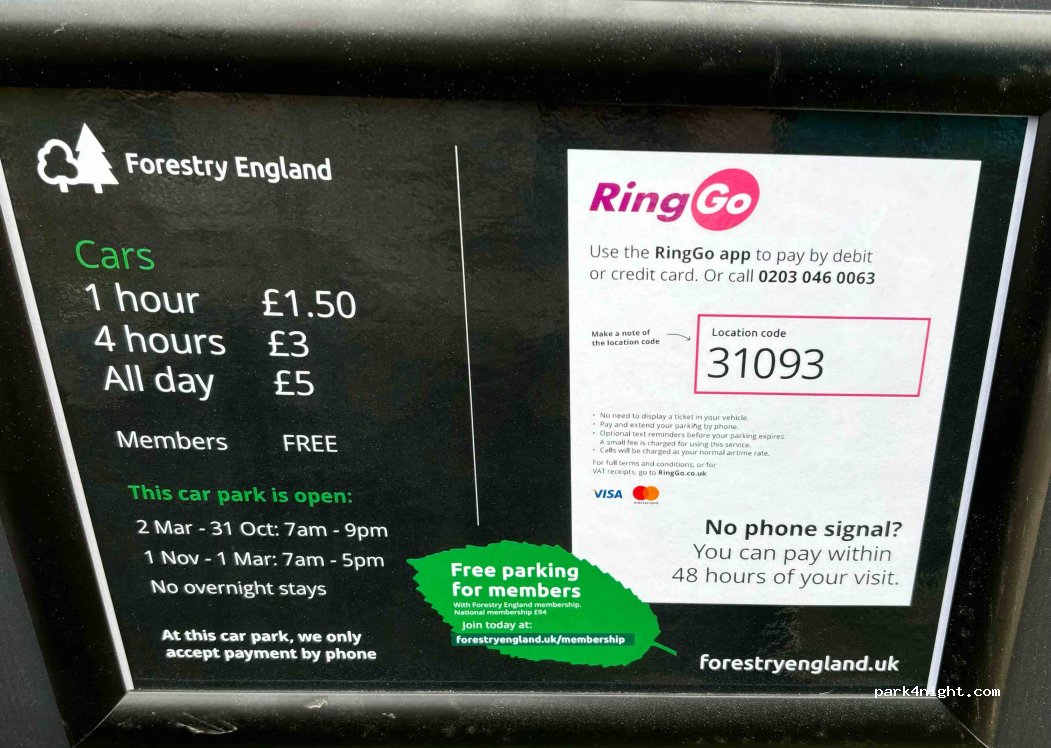 Forestry England
Cars
1 hour £1.50
4 hours £3
All day £5
Members FREE
This car park is open:
2 Mar - 31 Oct: 7am - 9pm
1 Nov - 1 Mar: 7am - 5pm
No overnight stays
At this car park, we only
accept payment by phone
Free parking
for members
With Forestry England membership.
National membership £94
Join today at:
forestryengland.uk/membership
RingGo
Use the RingGo app to pay by debit
or credit card. Or call 0203 046 0063
Make a note of
the location code
Location code
31093
• No need to display a ticket in your vehicle.
• Pay and extend your parking by phone.
• Optional text reminders before your parking expires.
A small fee is charged for using this service.
• Calls will be charged at your normal airtime rate.
For full terms and conditions, or for
VAT receipts, go to RingGo.co.uk
VISA mastercard
No phone signal?
You can pay within
48 hours of your visit.
forestryengland.uk
park4night.com